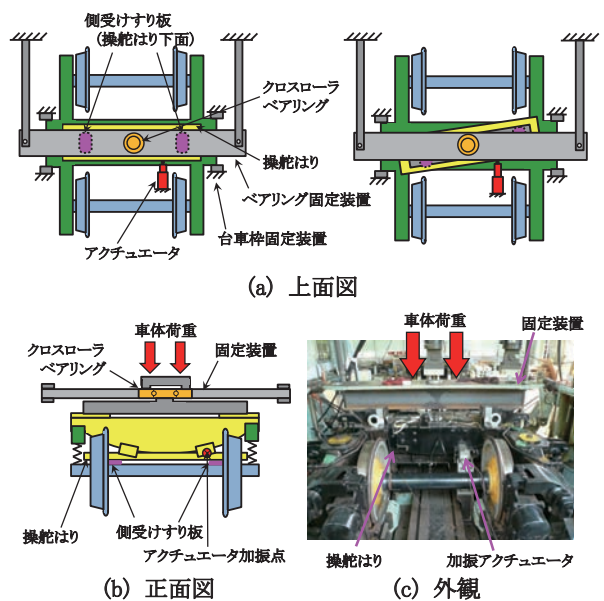 側受けすり板
(操舵はり下面)
クロスローラ
ベアリング
操舵はり
ベアリング固定装置
台車枠固定装置
アクチュエータ
(a) 上面図
車体荷重
クロスローラ
ベアリング
固定装置
操舵はり
側受けすり板
アクチュエータ加振点
(b) 正面図
車体荷重
固定装置
操舵はり
加振アクチュエータ
(c) 外観